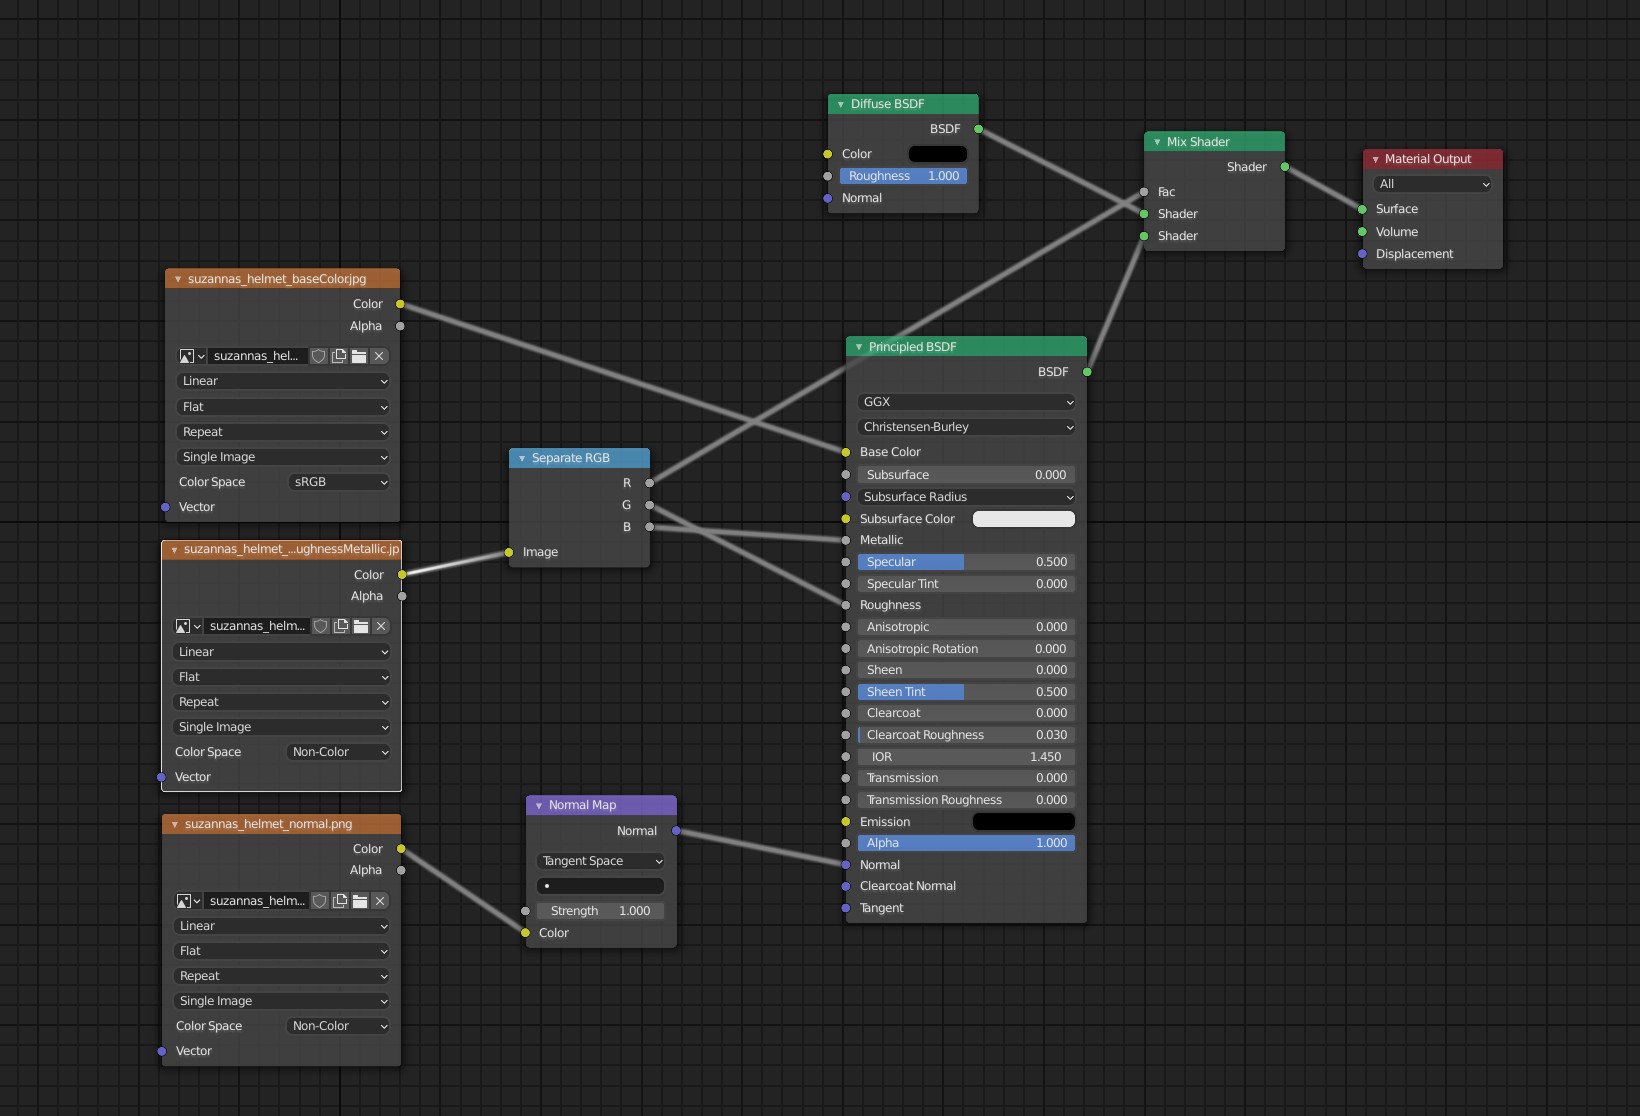 Diffuse BSDF
BSDF
Color
Roughness 1.000
Normal
Mix Shader
Shader
Fac
Shader
Shader
Material Output
All
Surface
Volume
Displacement
suzannas_helmet_baseColor.jpg
Color
Alpha
suzannas_hel...
Linear
Flat
Repeat
Single Image
Color Space sRGB
Vector
suzannas_helmet_...ughnessMetallic.jp
Color
Alpha
suzannas_helm...
Linear
Flat
Repeat
Single Image
Color Space Non-Color
Vector
suzannas_helmet_normal.png
Color
Alpha
suzannas_helm...
Linear
Flat
Repeat
Single Image
Color Space Non-Color
Vector
Separate RGB
R
G
B
Image
Normal Map
Normal
Tangent Space
Strength 1.000
Color
Principled BSDF
BSDF
GGX
Christensen-Burley
Base Color
Subsurface 0.000
Subsurface Radius
Subsurface Color
Metallic
Specular 0.500
Specular Tint 0.000
Roughness
Anisotropic 0.000
Anisotropic Rotation 0.000
Sheen 0.000
Sheen Tint 0.500
Clearcoat 0.000
Clearcoat Roughness 0.030
IOR 1.450
Transmission 0.000
Transmission Roughness 0.000
Emission
Alpha 1.000
Normal
Clearcoat Normal
Tangent